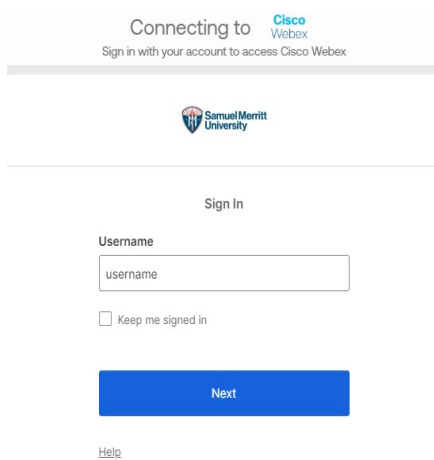 Connecting to Cisco Webex
Sign in with your account to access Cisco Webex
Samuel Merritt
University
Sign In
Username
username
Keep me signed in
Next
Help